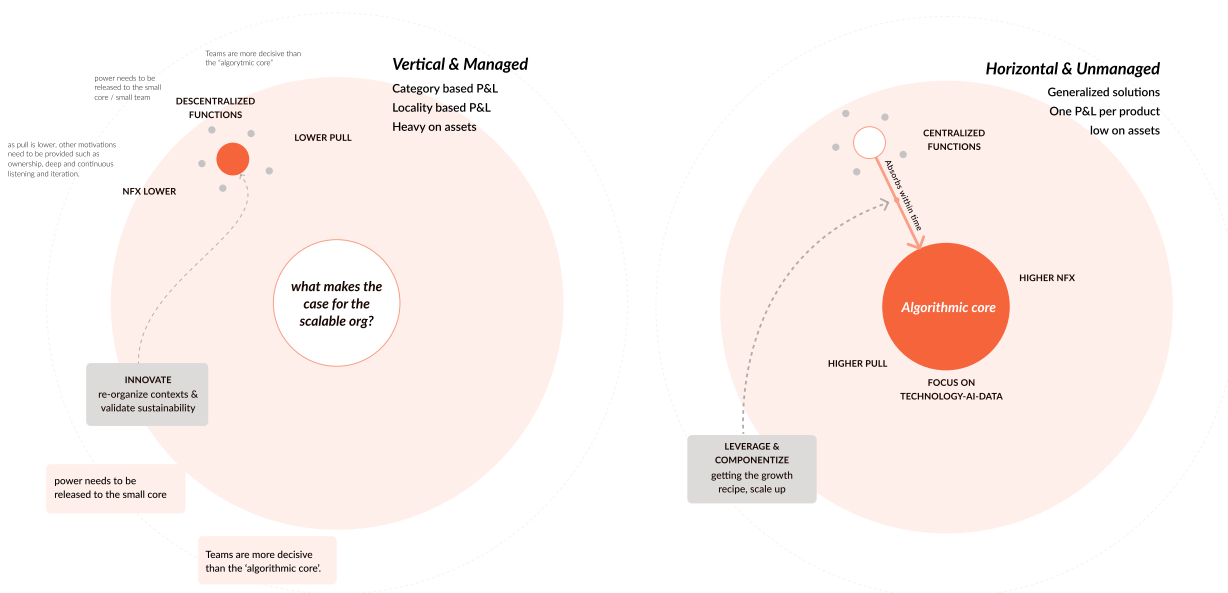 Teams are more decisive than
the "algorytmic core"
power needs to be
released to the small
core / small team
Vertical & Managed
Category based P&L
Locality based P&L
Heavy on assets
DESCENTRALIZED
FUNCTIONS
LOWER PULL
as pull is lower, other motivations
need to be provided such as
ownership, deep and continuous
listening and iteration.
NFX LOWER
what makes the
case for the
scalable org?
INNOVATE
re-organize contexts &
validate sustainability
power needs to be
released to the small core
Teams are more decisive
than the 'algorithmic core'.
Horizontal & Unmanaged
Generalized solutions
One P&L per product
low on assets
CENTRALIZED
FUNCTIONS
Absorbs within time
HIGHER NFX
Algorithmic core
HIGHER PULL
FOCUS ON
TECHNOLOGY-AI-DATA
LEVERAGE &
COMPONENTIZE
getting the growth
recipe, scale up